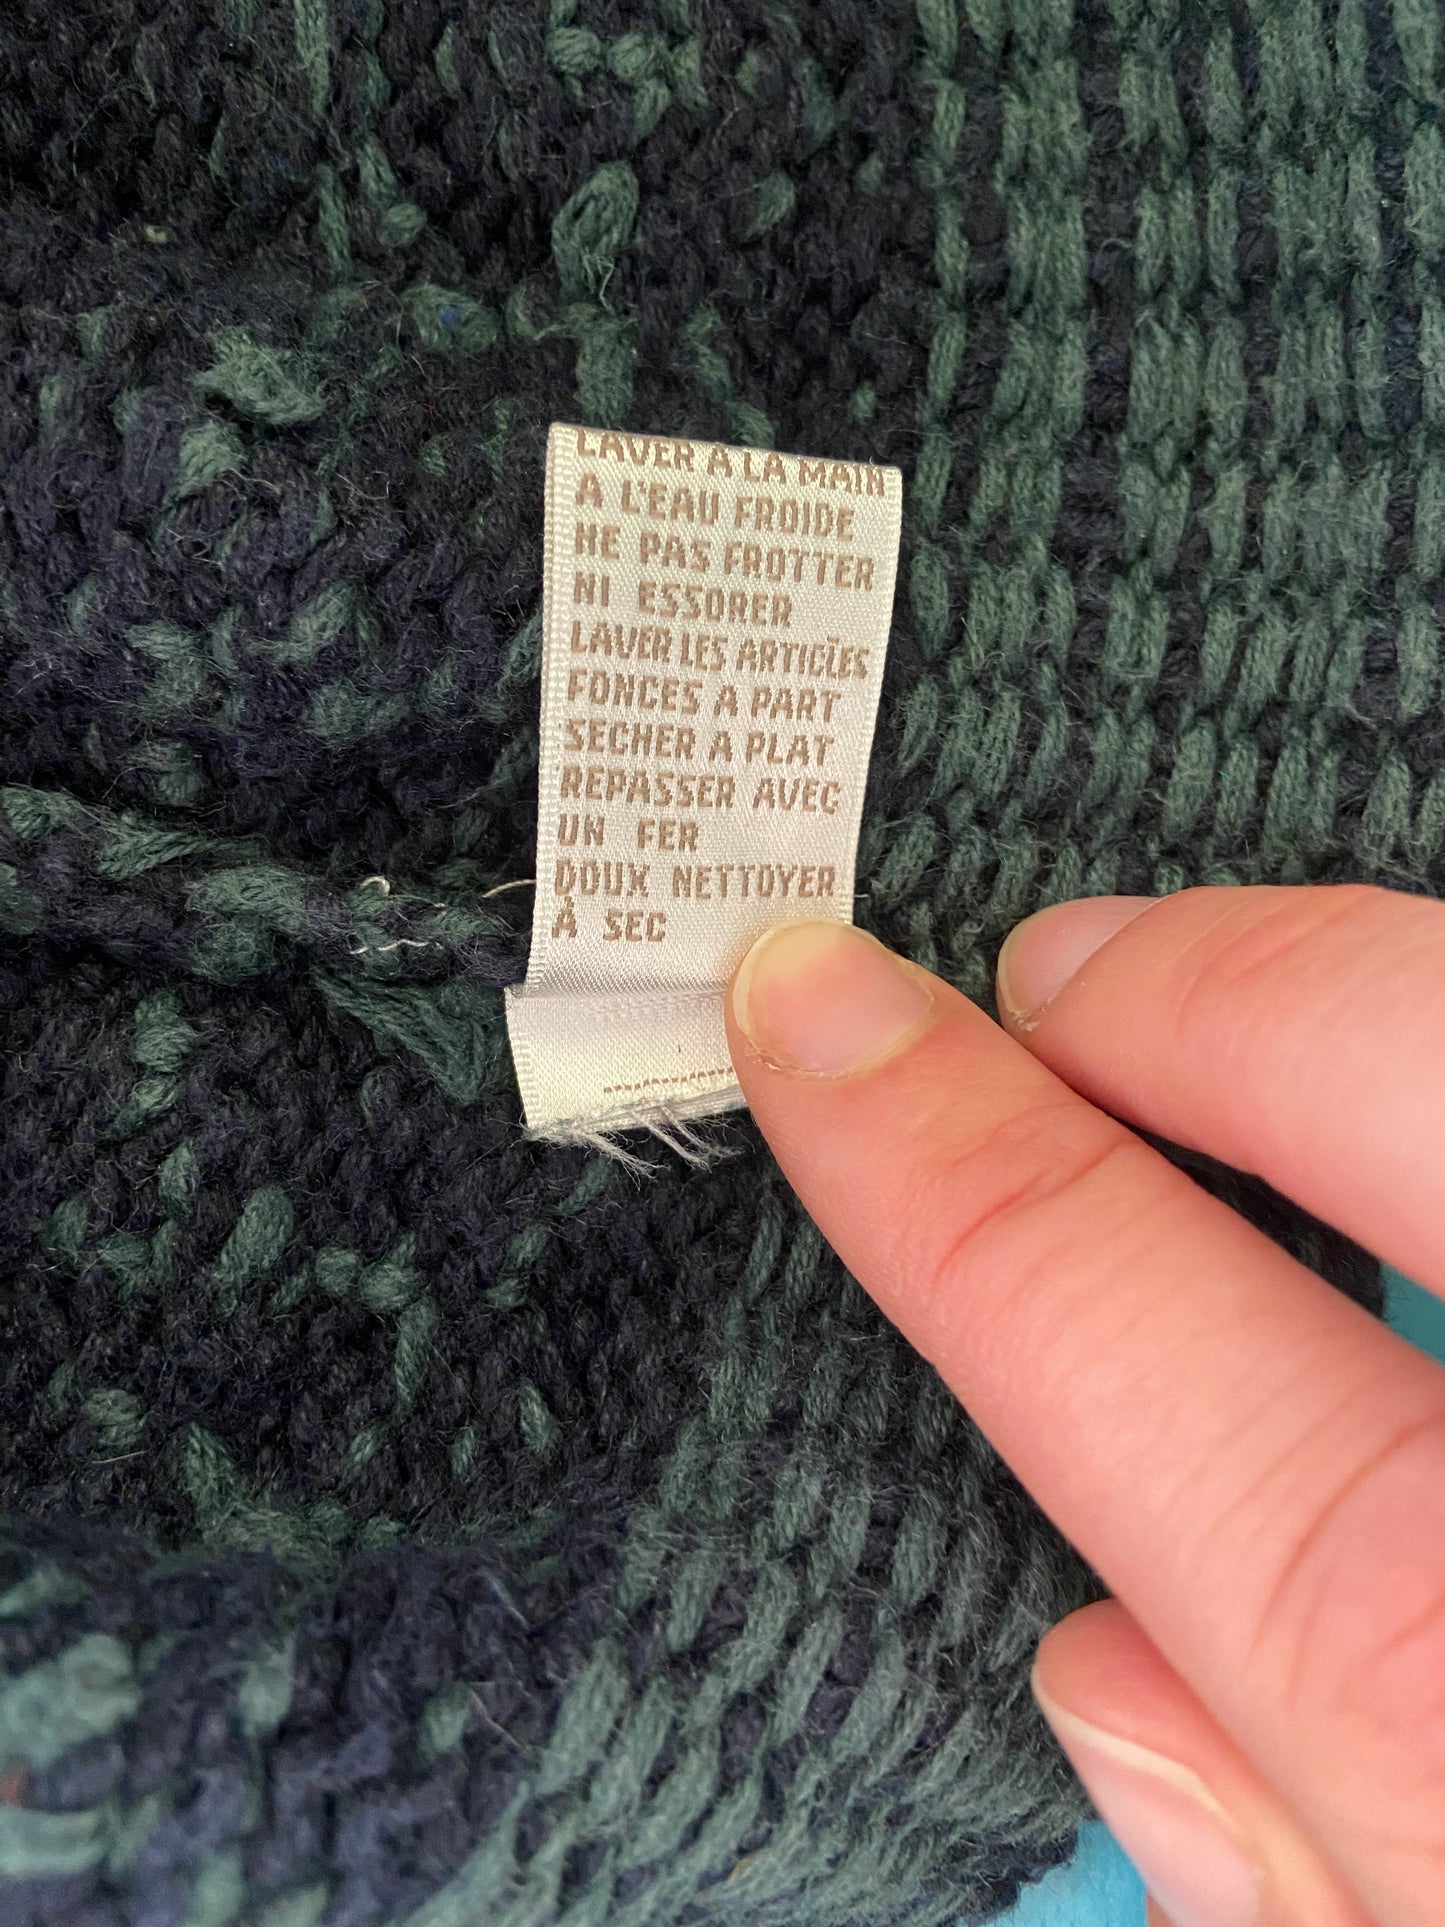 LAVER À LA MAIN
A L'EAU FROIDE
NE PAS FROTTER
NI ESSORER
LAVER LES ARTICLES
FONCES A PART
SECHER A PLAT
REPASSER AVEC
UN FER
DOUX NETTOYER
À SEC